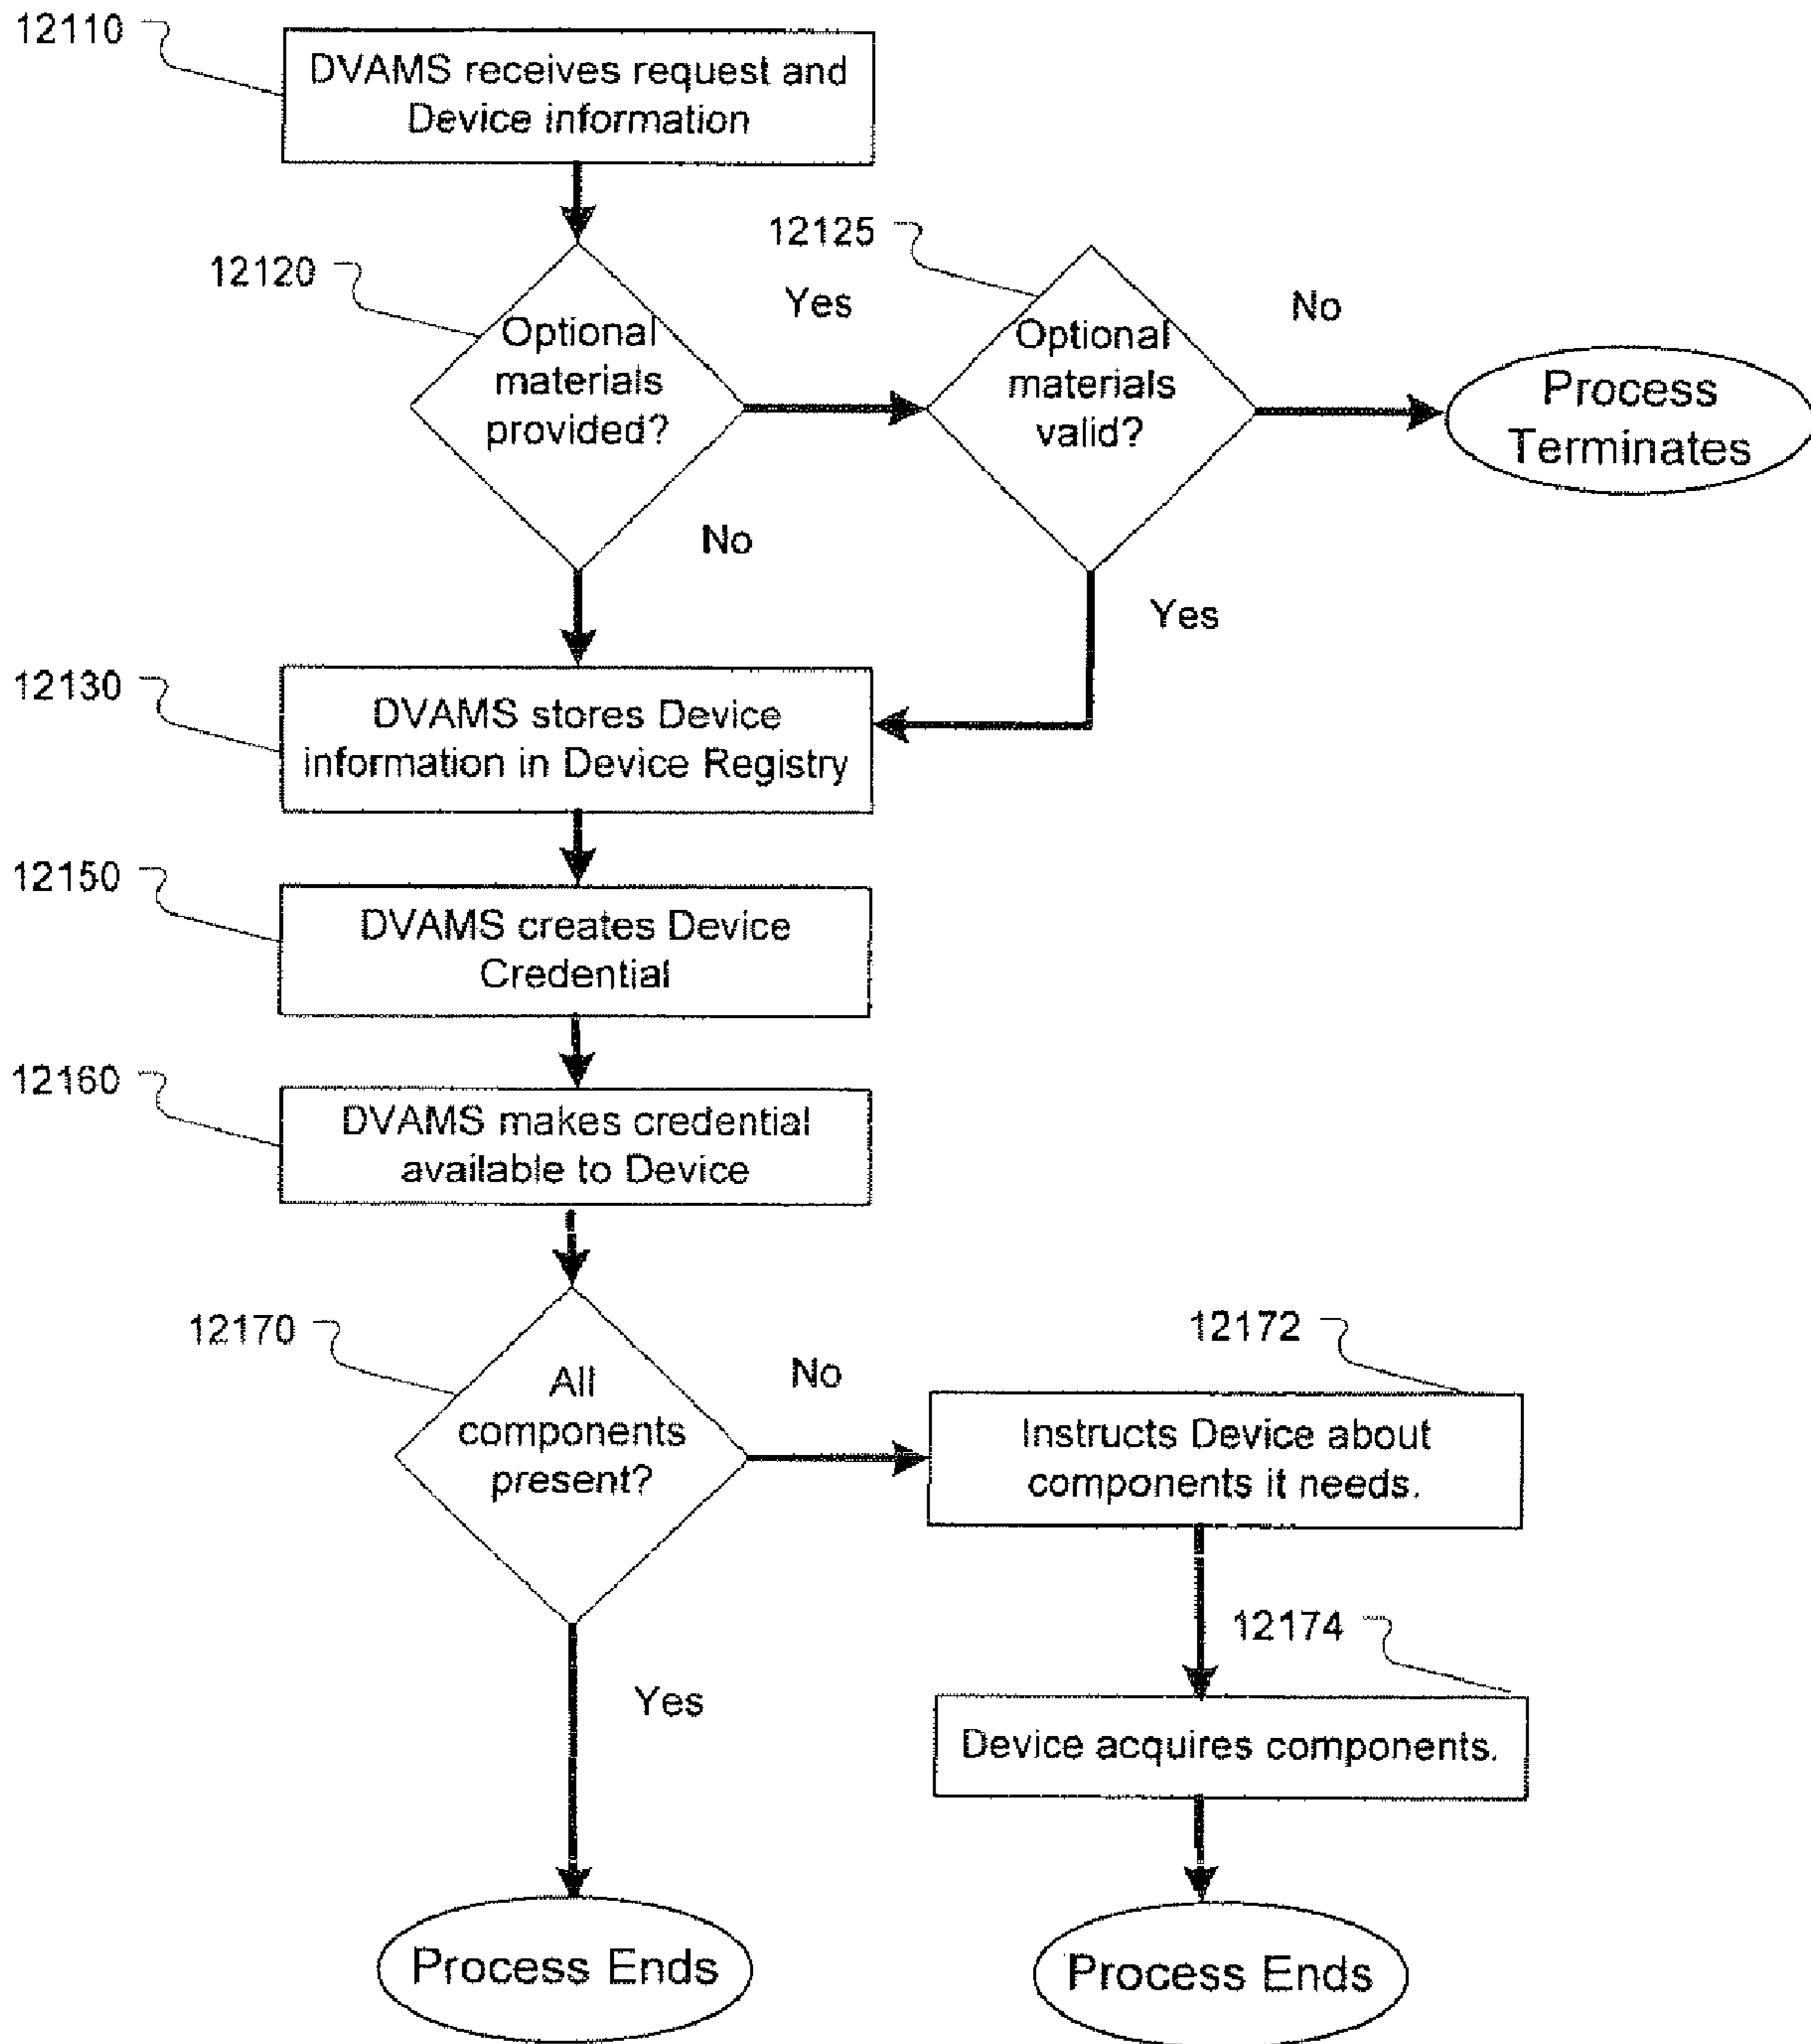 12110
DVAMS receives request and
Device information
12120
Optional
materials
provided?
Yes
12125
Optional
materials
valid?
No
Process
Terminates
No
Yes
12130
DVAMS stores Device
information in Device Registry
12150
DVAMS creates Device
Credential
12160
DVAMS makes credential
available to Device
12170
All
components
present?
No
12172
Instructs Device about
components it needs.
12174
Device acquires components.
Yes
Process Ends
Process Ends